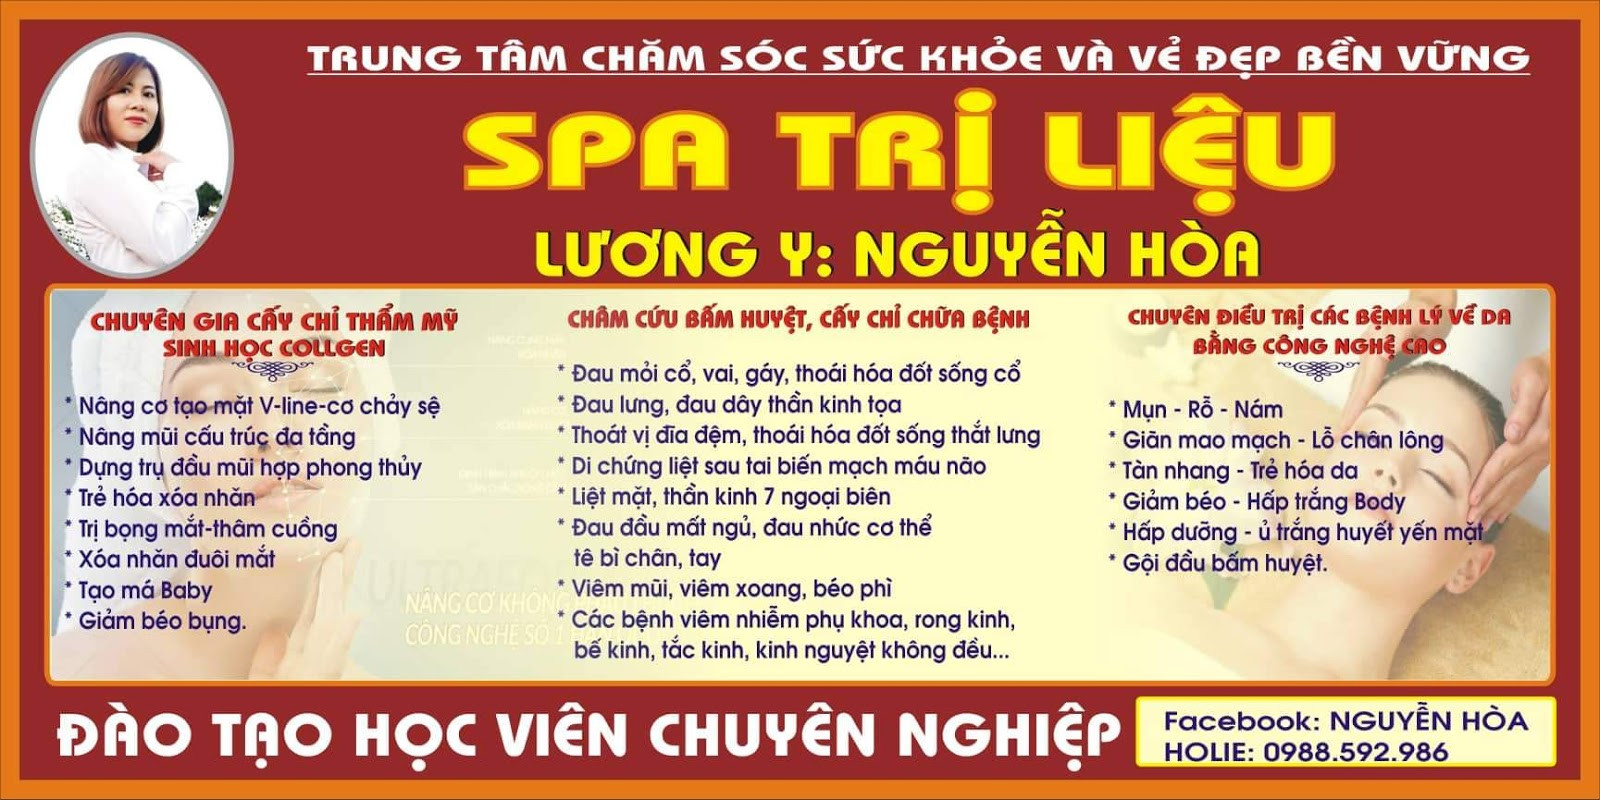 TRUNG TÂM CHĂM SÓC SỨC KHỎE VÀ VẺ ĐẸP BỀN VỮNG
SPA TRỊ LIỆU
LƯƠNG Y: NGUYỄN HÒA
CHUYÊN GIA CẤY CHỈ THẨM MỸ
SINH HỌC COLLGEN
* Nâng cơ tạo mặt V-line-cơ chảy sệ
* Nâng mũi cấu trúc đa tầng
* Dựng trụ đầu mũi hợp phong thủy
* Trẻ hóa xóa nhăn
* Trị bọng mắt-thâm cuồng
* Xóa nhăn đuôi mắt
* Tạo má Baby
* Giảm béo bụng.
NÂNG CƠ KHÔNG
CÔNG NGHỆ SỐ 1 HÀN
CHÂM CỨU BẤM HUYỆT, CẤY CHỈ CHỮA BỆNH
* Đau mỏi cổ, vai, gáy, thoái hóa đốt sống cổ
* Đau lưng, đau dây thần kinh tọa
* Thoát vị đĩa đệm, thoái hóa đốt sống thắt lưng
* Di chứng liệt sau tai biến mạch máu não
* Liệt mặt, thần kinh 7 ngoại biên
* Đau đầu mất ngủ, đau nhức cơ thể
tê bì chân, tay
* Viêm mũi, viêm xoang, béo phì
* Các bệnh viêm nhiễm phụ khoa, rong kinh,
bế kinh, tắc kinh, kinh nguyệt không đều...
CHUYÊN ĐIỀU TRỊ CÁC BỆNH LÝ VỀ DA
BẰNG CÔNG NGHỆ CAO
* Mụn - Rỗ - Nám
* Giãn mao mạch - Lỗ chân lông
* Tàn nhang - Trẻ hóa da
* Giảm béo - Hấp trắng Body
* Hấp dưỡng - ủ trắng huyết yến mặt
* Gội đầu bấm huyệt.
ĐÀO TẠO HỌC VIÊN CHUYÊN NGHIỆP
Facebook: NGUYỄN HÒA
HOLIE: 0988.592.986